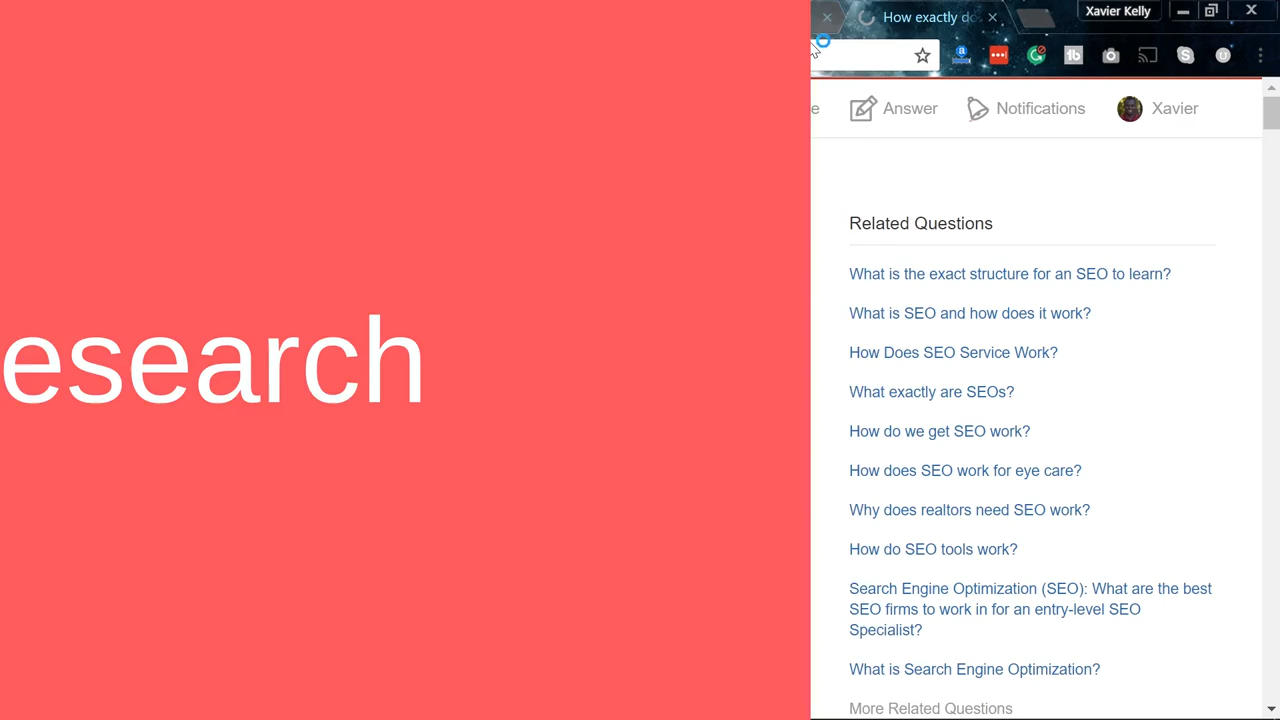 esearch
How exactly do
Xavier Kelly
e
Answer
Notifications
Xavier
Related Questions
What is the exact structure for an SEO to learn?
What is SEO and how does it work?
How Does SEO Service Work?
What exactly are SEOs?
How do we get SEO work?
How does SEO work for eye care?
Why does realtors need SEO work?
How do SEO tools work?
Search Engine Optimization (SEO): What are the best
SEO firms to work in for an entry-level SEO
Specialist?
What is Search Engine Optimization?
More Related Questions